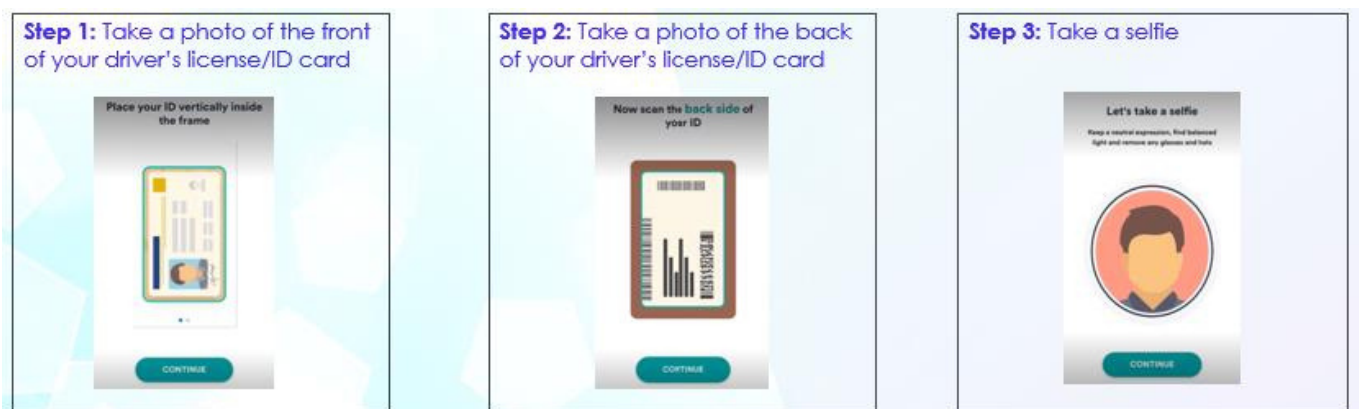 Step 1: Take a photo of the front
of your driver's license/ID card
Place your ID vertically inside
the frame
CONTINUE
Step 2: Take a photo of the back
of your driver's license/ID card
Now scan the back side of
your ID
CONTINUE
Step 3: Take a selfie
Let's take a selfie
Keep a neutral expression, find balanced
light and remove any glasses and hats
CONTINUE